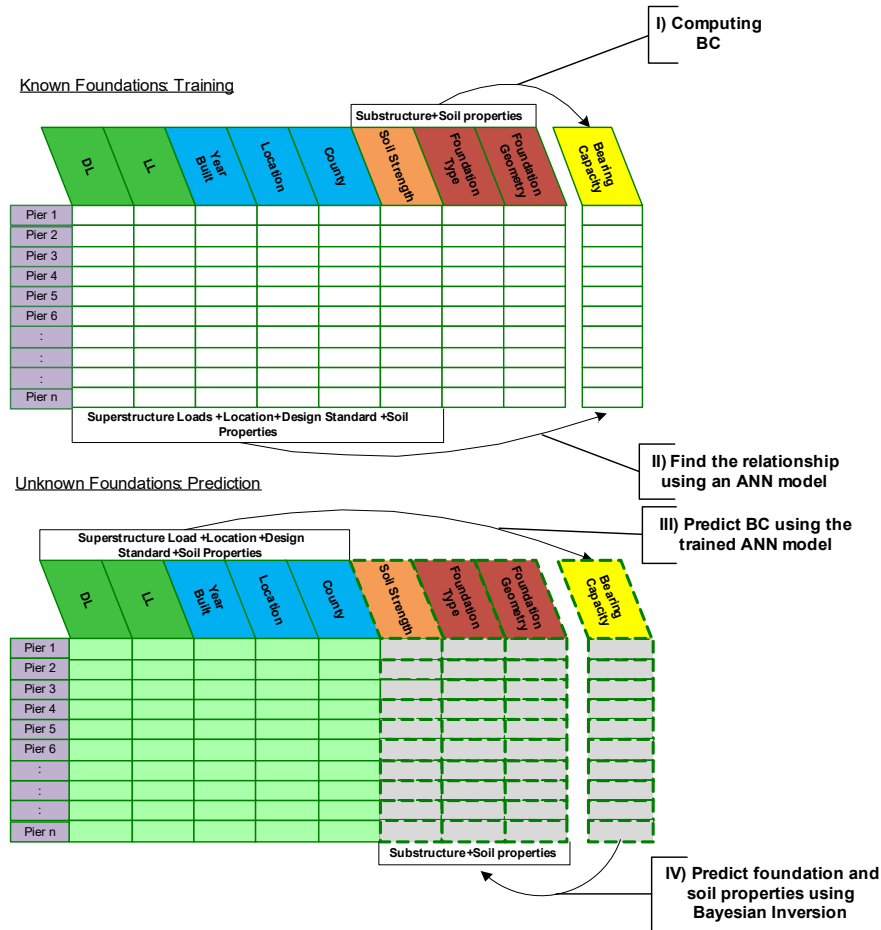 I) Computing
BC
Known Foundations: Training
Substructure+Soil properties
DL
LL
Year
Built
Location
County
Soil Strength
Foundation
Type
Foundation
Geometry
Bearing
Capacity
Pier 1
Pier 2
Pier 3
Pier 4
Pier 5
Pier 6
:
:
:
Pier n
Superstructure Loads +Location+Design Standard +Soil
Properties
II) Find the relationship
using an ANN model
Unknown Foundations: Prediction
III) Predict BC using the
trained ANN model
Superstructure Load +Location +Design
Standard +Soil Properties
DL
LL
Year
Built
Location
County
Soil Strength
Foundation
Type
Foundation
Geometry
Bearing
Capacity
Pier 1
Pier 2
Pier 3
Pier 4
Pier 5
Pier 6
:
:
:
Pier n
Substructure+Soil properties
IV) Predict foundation and
soil properties using
Bayesian Inversion